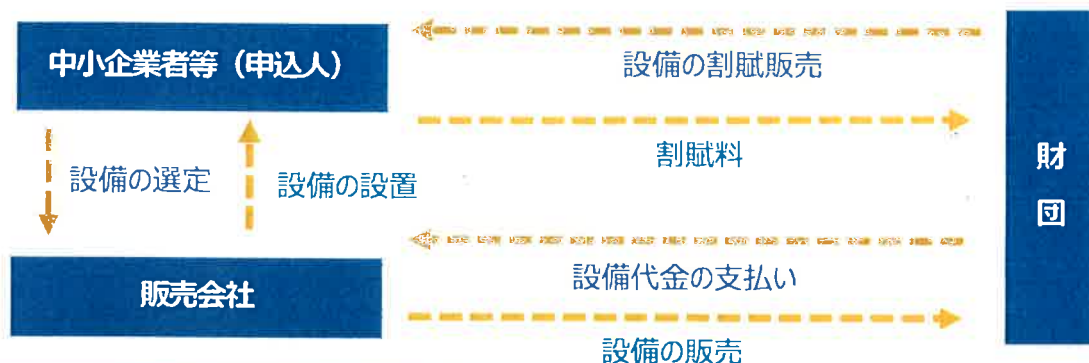 中小企業者等（申込人）
設備の割賦販売
割賦料
設備の選定
設備の設置
財団
設備代金の支払い
販売会社
設備の販売